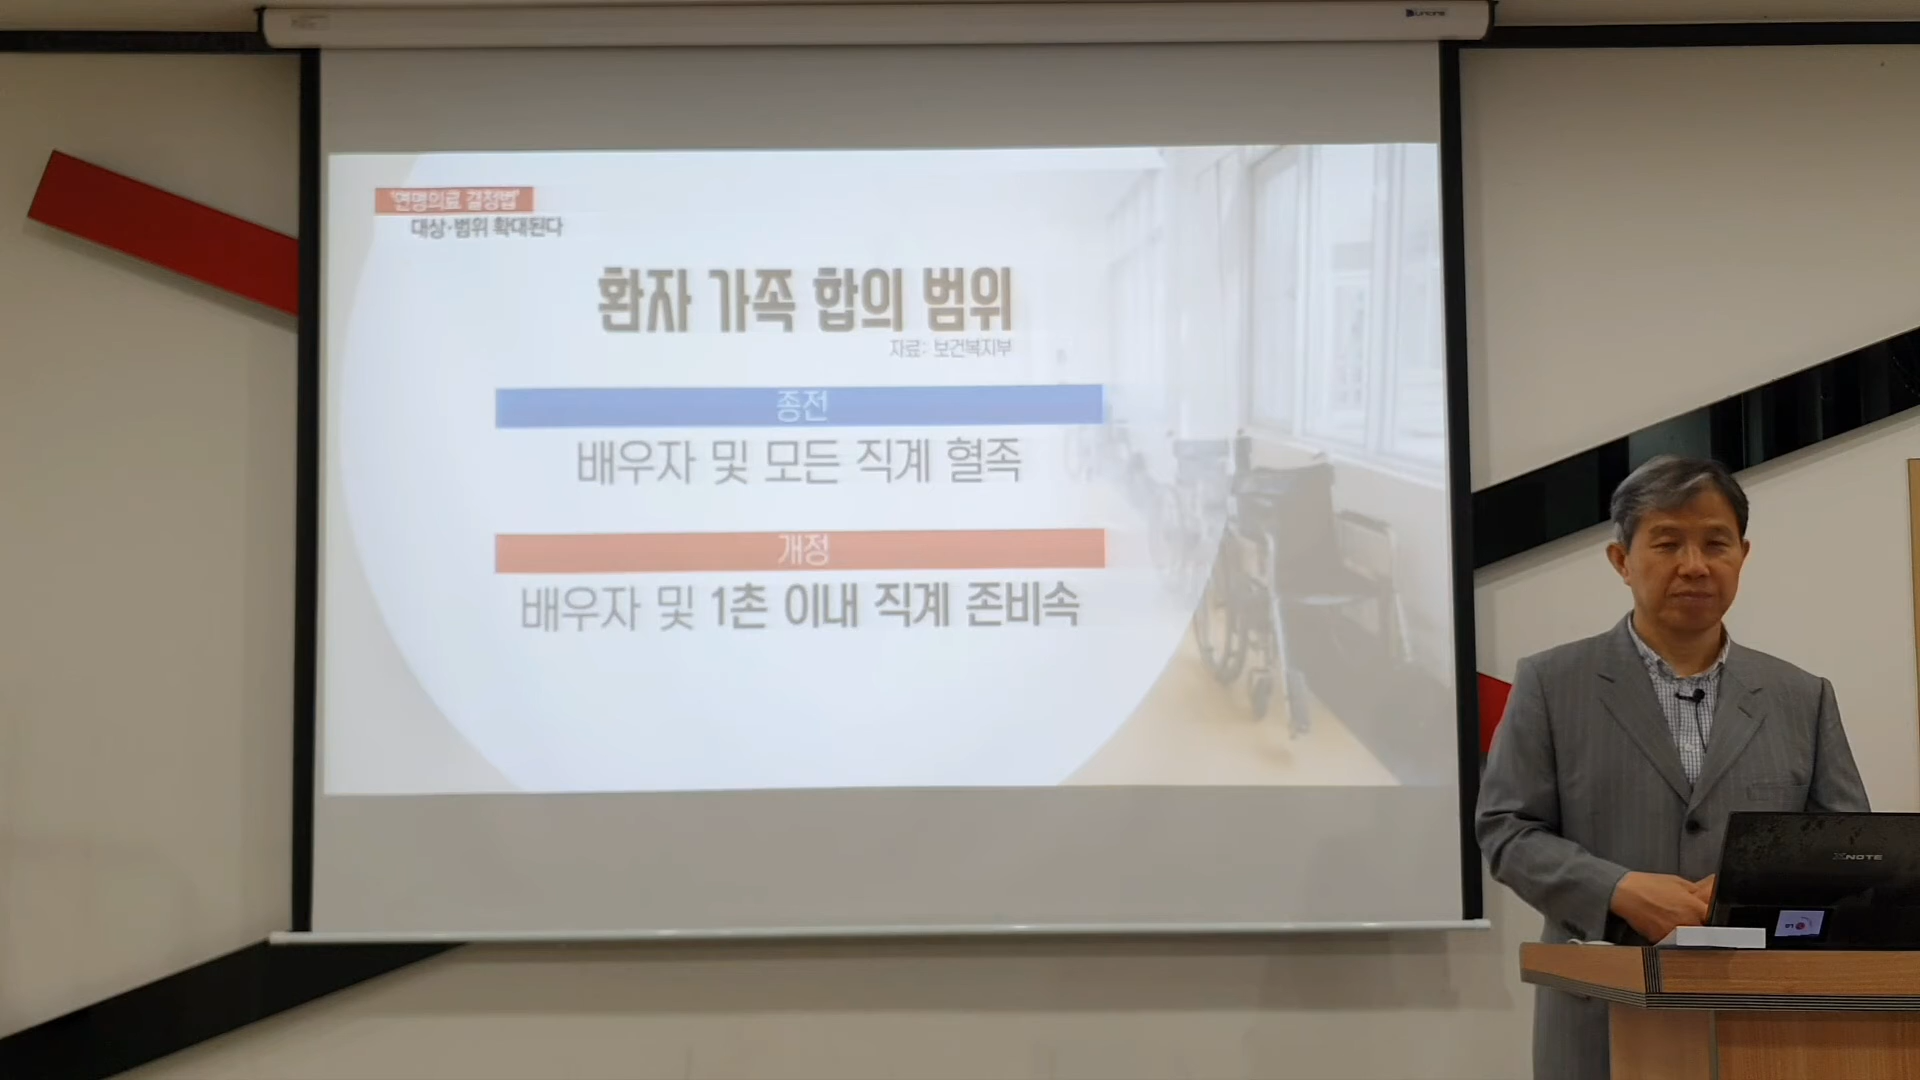 '연명의료 결정법'
대상·범위 확대된다
환자 가족 합의 범위
자료: 보건복지부
종전
배우자 및 모든 직계 혈족
개정
배우자 및 1촌 이내 직계 존비속
XNOTE